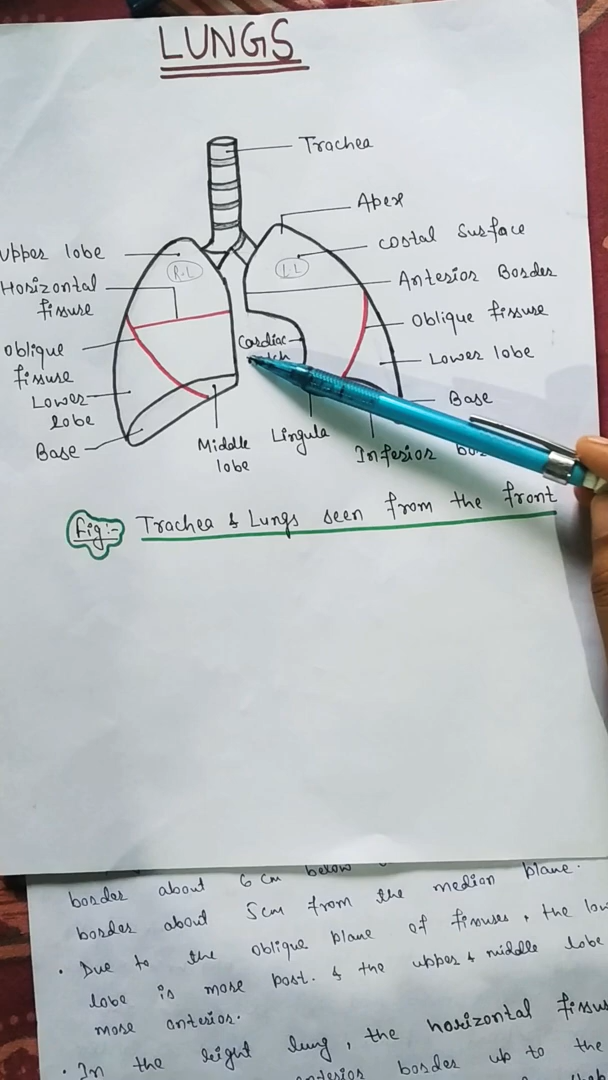 LUNGS
Trachea
Apex
Upper lobe
costal Surface
R.L
L.L
Horizontal
fissure
Anterior Border
Oblique
fissure
Oblique fissure
Cardiac
Lower
lobe
Lower lobe
Base
Base
Middle
lobe
Lingula
Inferior
Fig:- Trachea & Lungs seen from the front
border about 6 cm below
border about 5cm from the median plane.
• Due to the oblique plane of fissures, the
lobe is more post. & the upper & middle lobe
more anterior.
• In the right lung, the horizontal
anterior border up to the